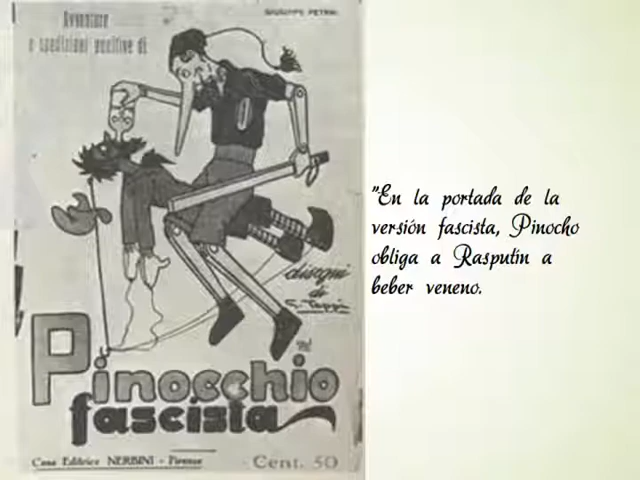 GIUSEPPE PETRAI
Avventure
e spedizioni punitive di
disegni
di
G. Toppi
Pinocchio
fascista
Casa Editrice NERBINI - Firenze
Cent. 50
"En la portada de la
versión fascista, Pinocho
obliga a Rasputín a
beber veneno.